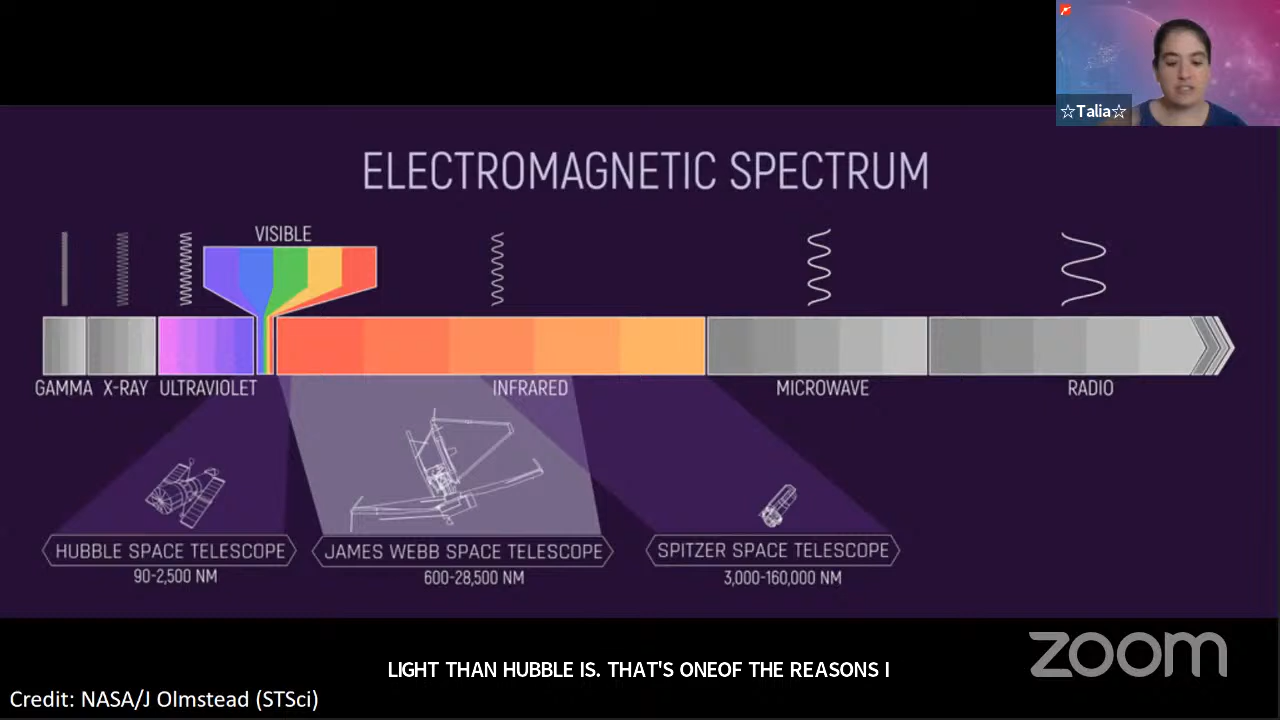 ☆Talia☆
ELECTROMAGNETIC SPECTRUM
VISIBLE
GAMMA X-RAY ULTRAVIOLET INFRARED MICROWAVE RADIO
HUBBLE SPACE TELESCOPE
90-2,500 NM
JAMES WEBB SPACE TELESCOPE
600-28,500 NM
SPITZER SPACE TELESCOPE
3,000-160,000 NM
LIGHT THAN HUBBLE IS. THAT'S ONEOF THE REASONS I
zoom
Credit: NASA/J Olmstead (STScI)